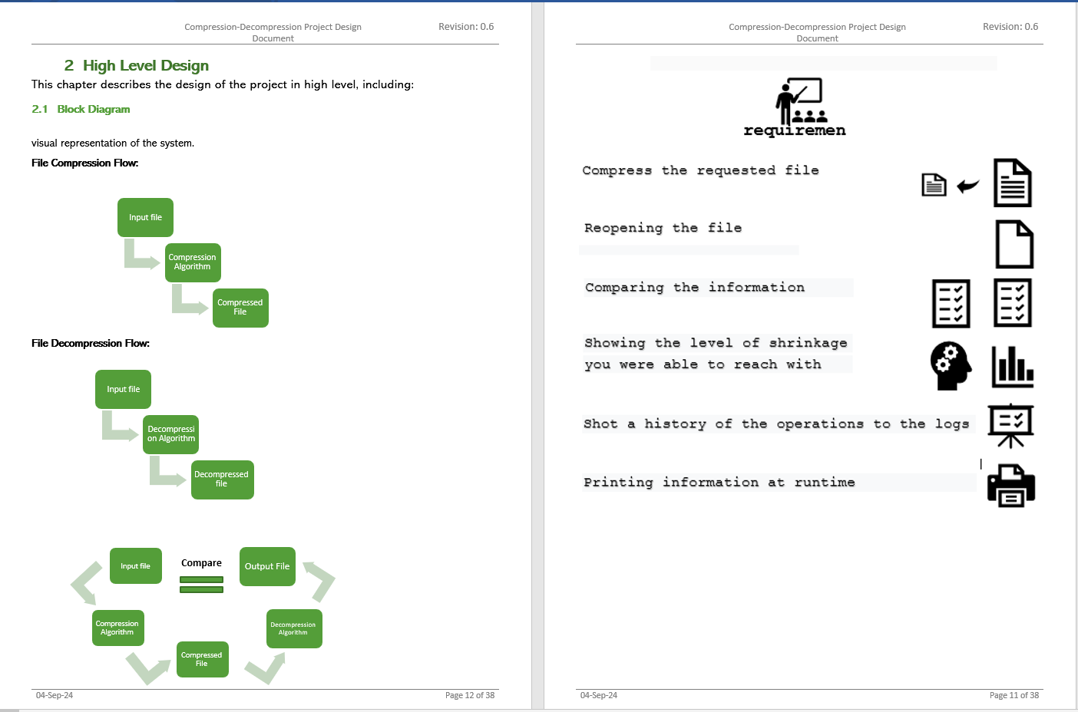 Compression-Decompression Project Design
Document
Revision: 0.6
2 High Level Design
This chapter describes the design of the project in high level, including:
2.1 Block Diagram
visual representation of the system.
File Compression Flow:
Input file
Compression
Algorithm
Compressed
File
File Decompression Flow:
Input file
Decompressi
on Algorithm
Decompressed
file
Input file
Compare
Output File
Compression
Algorithm
Decompression
Algorithm
Compressed
File
04-Sep-24
Page 12 of 38
Compression-Decompression Project Design
Document
Revision: 0.6
requiremen
Compress the requested file
Reopening the file
Comparing the information
Showing the level of shrinkage
you were able to reach with
Shot a history of the operations to the logs
Printing information at runtime
04-Sep-24
Page 11 of 38